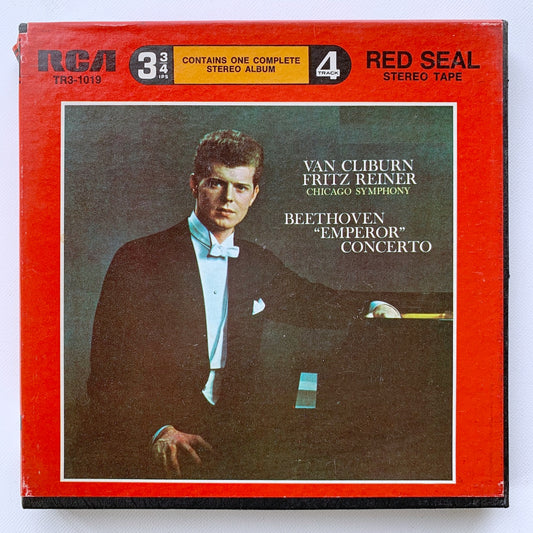 RCA
TR3-1019
3 3/4 IPS
CONTAINS ONE COMPLETE
STEREO ALBUM
4
TRACK
RED SEAL
STEREO TAPE
VAN CLIBURN
FRITZ REINER
CHICAGO SYMPHONY
BEETHOVEN
"EMPEROR"
CONCERTO